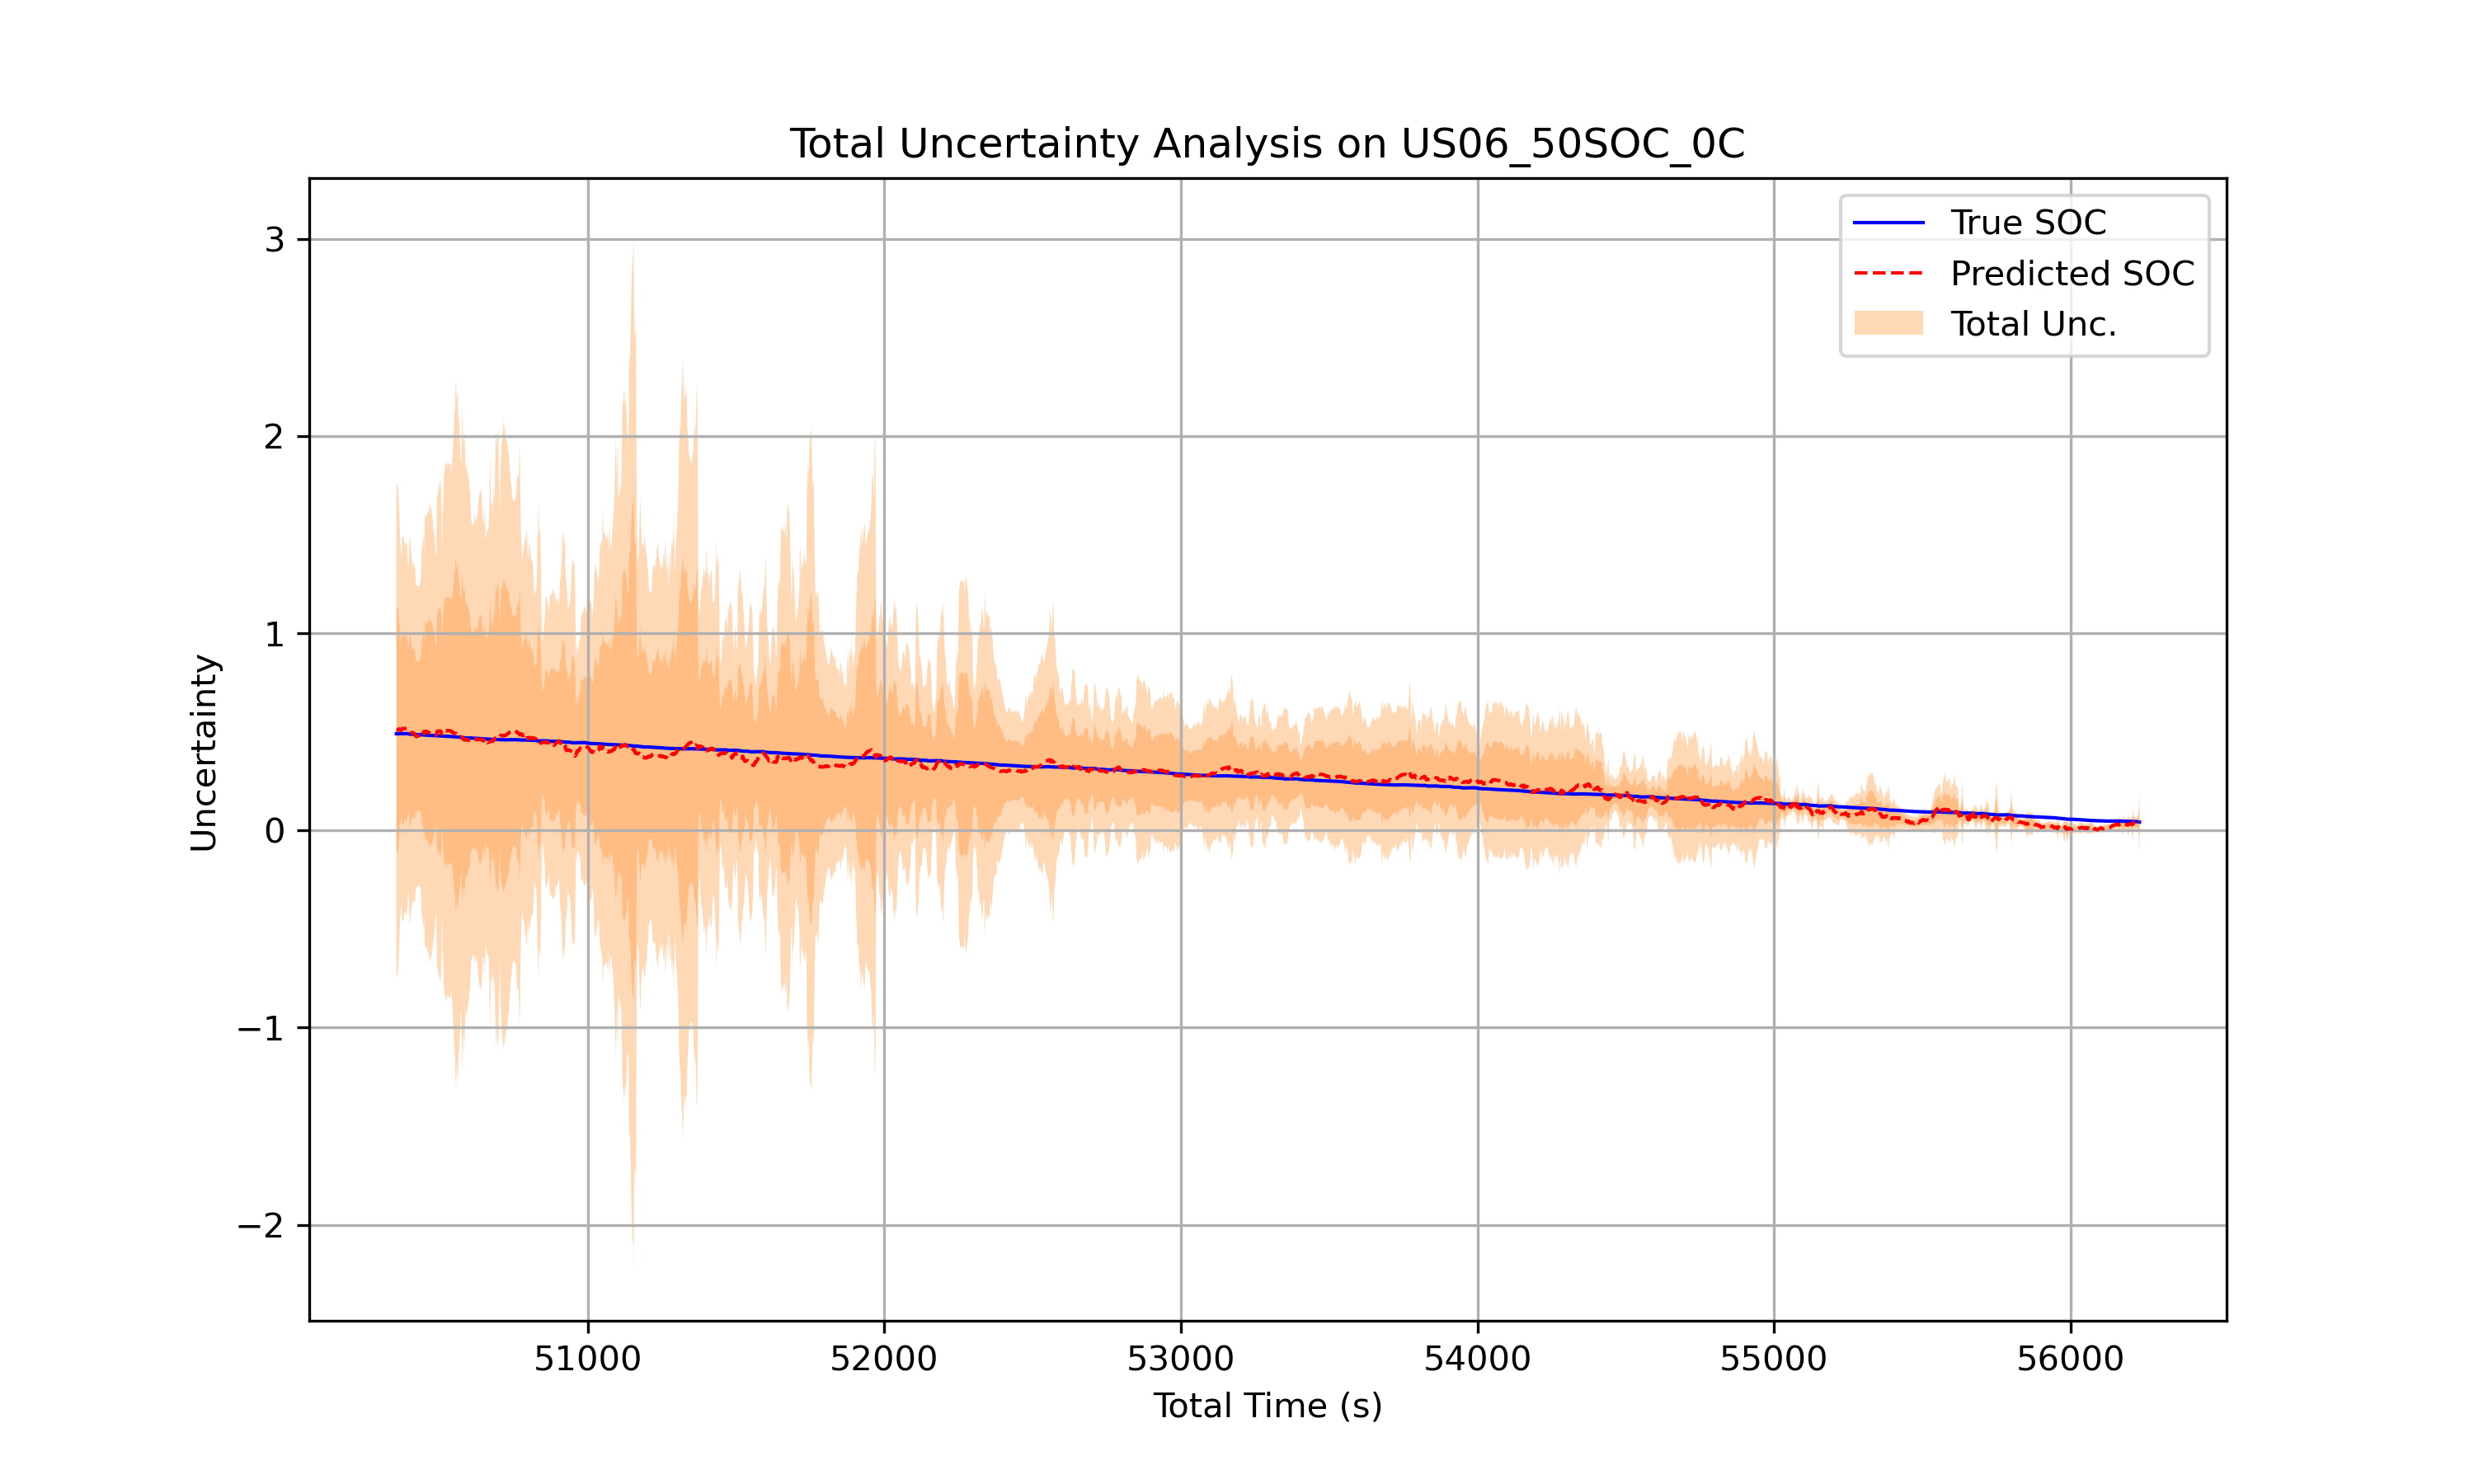 Total Uncertainty Analysis on US06_50SOC_0C
True SOC
Predicted SOC
Total Unc.
Uncertainty
3
2
1
0
−1
−2
51000 52000 53000 54000 55000 56000
Total Time (s)